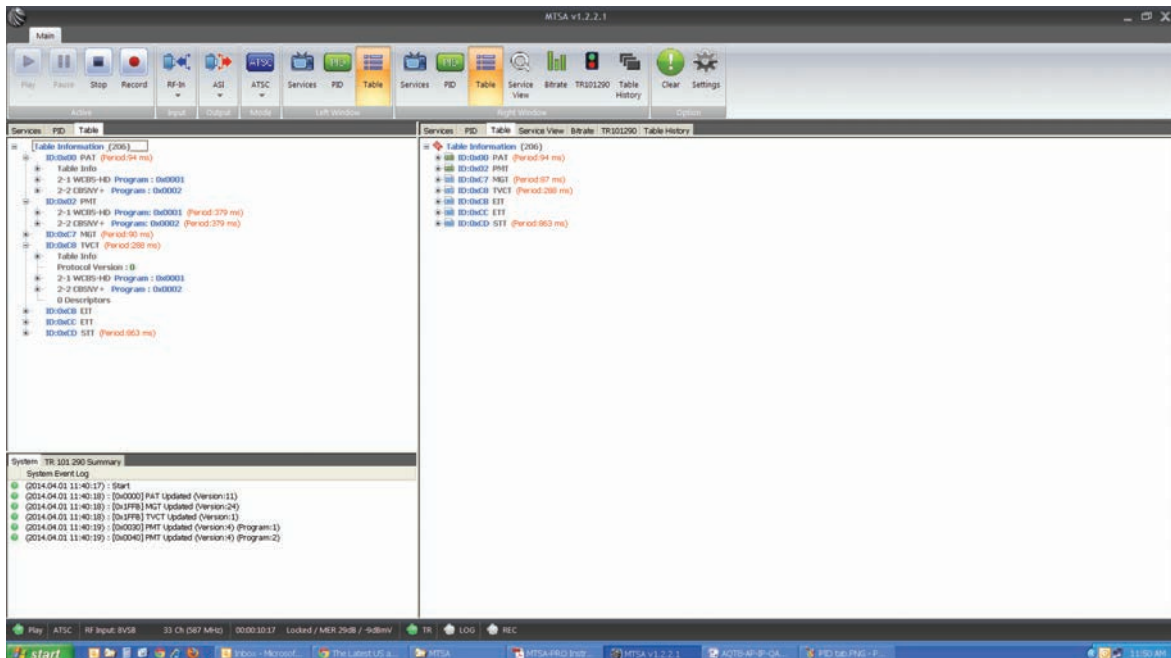 MTSA v1.2.2.1
Main
Play Pause Stop Record RF-In ASI ATSC Services PID Table Services PID Table Service View Bitrate TR101290 Table History Clear Settings
Active Input Output Mode Left Window Right Window Option
Services PID Table
Table Information (206)
ID:0x00 PAT (Period:94 ms)
Table Info
2-1 WCBS-HD Program : 0x0001
2-2 CBSNY+ Program : 0x0002
ID:0x02 PMT
2-1 WCBS-HD Program: 0x0001 (Period:379 ms)
2-2 CBSNY+ Program: 0x0002 (Period:379 ms)
ID:0xC7 MGT (Period:90 ms)
ID:0xC8 TVCT (Period:288 ms)
Table Info
Protocol Version : 0
2-1 WCBS-HD Program : 0x0001
2-2 CBSNY+ Program : 0x0002
0 Descriptors
ID:0xCB EIT
ID:0xCC ETT
ID:0xCD STT (Period:863 ms)
Services PID Table Service View Bitrate TR101290 Table History
Table Information (206)
ID:0x00 PAT (Period:94 ms)
ID:0x02 PMT
ID:0xC7 MGT (Period:87 ms)
ID:0xC8 TVCT (Period:288 ms)
ID:0xCB EIT
ID:0xCC ETT
ID:0xCD STT (Period:863 ms)
System TR 101 290 Summary
System Event Log
(2014.04.01 11:40:17) : Start
(2014.04.01 11:40:18) : [0x0000] PAT Updated (Version:11)
(2014.04.01 11:40:18) : [0x1FFB] MGT Updated (Version:24)
(2014.04.01 11:40:18) : [0x1FFB] TVCT Updated (Version:1)
(2014.04.01 11:40:19) : [0x0030] PMT Updated (Version:4) (Program:1)
(2014.04.01 11:40:19) : [0x0040] PMT Updated (Version:4) (Program:2)
Play ATSC RF Input: 8VSB 33 Ch (587 MHz) 00:00:10:17 Locked / MER 29dB / -9dBmV TR LOG REC
start Inbox - Microsof... The Latest US a... MTSA MTSA-PRO Instr... MTSA v1.2.2.1 PID tab.PNG - P... 11:50 AM